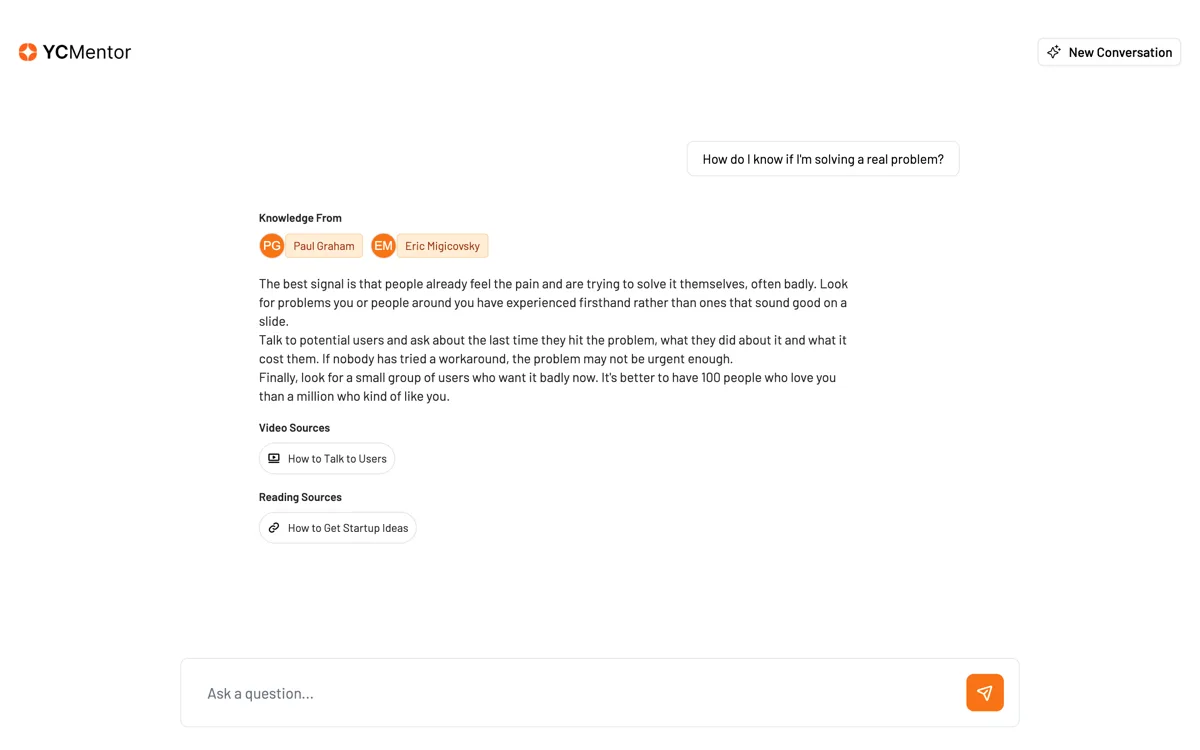 YCMentor
New Conversation
How do I know if I'm solving a real problem?
Knowledge From
PG Paul Graham EM Eric Migicovsky
The best signal is that people already feel the pain and are trying to solve it themselves, often badly. Look
for problems you or people around you have experienced firsthand rather than ones that sound good on a
slide.
Talk to potential users and ask about the last time they hit the problem, what they did about it and what it
cost them. If nobody has tried a workaround, the problem may not be urgent enough.
Finally, look for a small group of users who want it badly now. It's better to have 100 people who love you
than a million who kind of like you.
Video Sources
How to Talk to Users
Reading Sources
How to Get Startup Ideas
Ask a question...